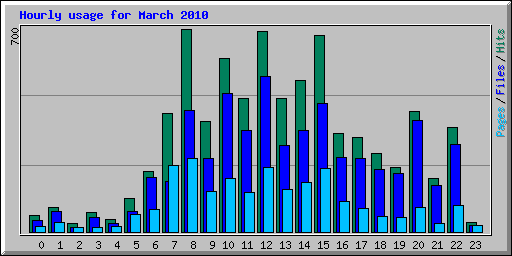 Hourly usage for March 2010
700
Pages/Files/Hits
0 1 2 3 4 5 6 7 8 9 10 11 12 13 14 15 16 17 18 19 20 21 22 23